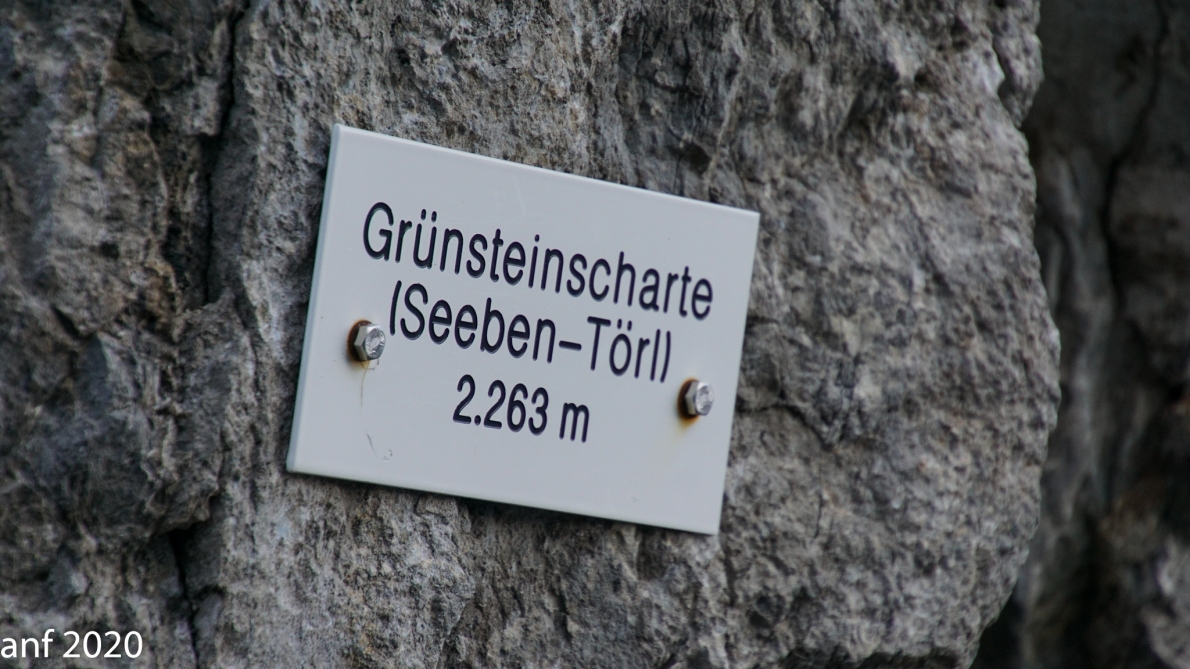 Grünsteinscharte
(Seeben-Törl)
2.263 m
anf 2020